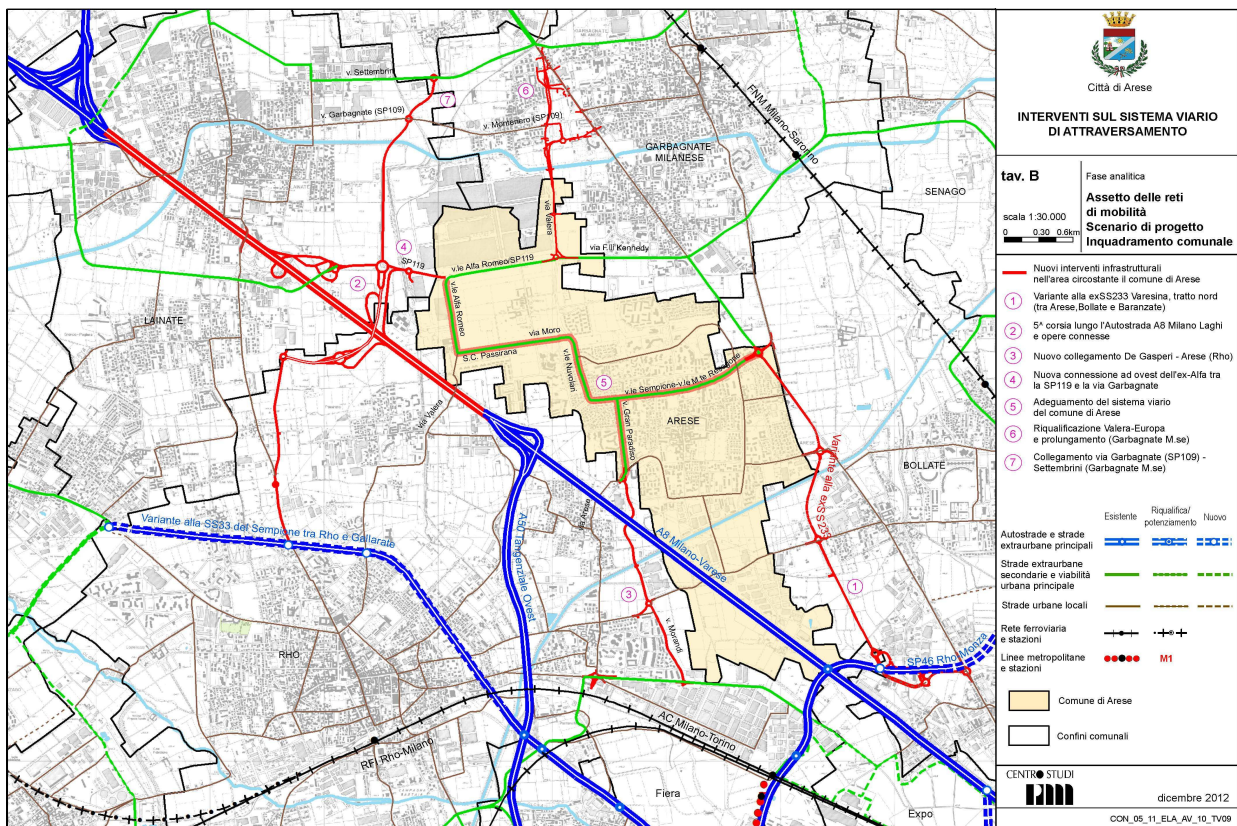 v. Settembrini
v. Garbagnate (SP109)
7
6
v. Montenero (SP109)
FNM Milano-Saronno
GARBAGNATE
MILANESE
SENAGO
via Valera
via F.lli Kennedy
4
SP119
v.le Alfa Romeo/SP119
2
LAINATE
v.le Alfa Romeo
via Moro
S.C. Passirana
v.le Nuvolari
5
v.le Sempione-v.le M.te Resegone
v. Gran Paradiso
ARESE
via Valera
Variante alla exSS233
BOLLATE
Variante alla SS33 del Sempione tra Rho e Gallarate
A50 Tangenziale Ovest
A8 Milano-Varese
3
1
v. Morandi
RHO
SP46 Rho-Monza
AC Milano-Torino
RFI Rho-Milano
Fiera
Expo
Città di Arese
INTERVENTI SUL SISTEMA VIARIO
DI ATTRAVERSAMENTO
tav. B
Fase analitica
Assetto delle reti
di mobilità
Scenario di progetto
Inquadramento comunale
scala 1:30.000
0 0.30 0.6km
Nuovi interventi infrastrutturali
nell'area circostante il comune di Arese
1 Variante alla exSS233 Varesina, tratto nord
(tra Arese,Bollate e Baranzate)
2 5^ corsia lungo l'Autostrada A8 Milano Laghi
e opere connesse
3 Nuovo collegamento De Gasperi - Arese (Rho)
4 Nuova connessione ad ovest dell'ex-Alfa tra
la SP119 e la via Garbagnate
5 Adeguamento del sistema viario
del comune di Arese
6 Riqualificazione Valera-Europa
e prolungamento (Garbagnate M.se)
7 Collegamento via Garbagnate (SP109) -
Settembrini (Garbagnate M.se)
Esistente Riqualifica/ potenziamento Nuovo
Autostrade e strade
extraurbane principali
Strade extraurbane
secondarie e viabilità
urbana principale
Strade urbane locali
Rete ferroviaria
e stazioni
Linee metropolitane
e stazioni
M1
Comune di Arese
Confini comunali
CENTRO STUDI
PIM
dicembre 2012
CON_05_11_ELA_AV_10_TV09